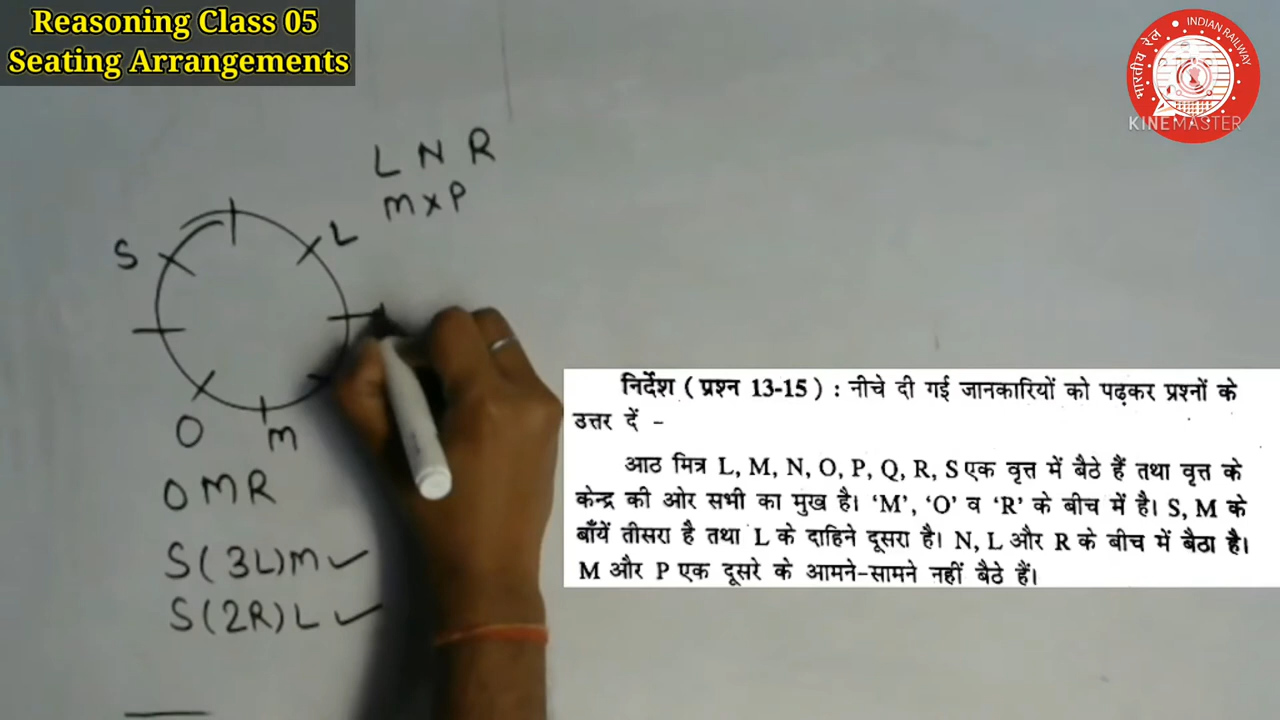 Reasoning Class 05
Seating Arrangements
भारतीय रेल INDIAN RAILWAY
KINEMASTER
L N R
M x P
S
L
O
M
O M R
S(3L)M ✓
S(2R)L ✓
निर्देश (प्रश्न 13-15) : नीचे दी गई जानकारियों को पढ़कर प्रश्नों के
उत्तर दें -
आठ मित्र L, M, N, O, P, Q, R, S एक वृत्त में बैठे हैं तथा वृत्त के
केन्द्र की ओर सभी का मुख है। ‘M’, ‘O’ व ‘R’ के बीच में है। S, M के
बाँयें तीसरा है तथा L के दाहिने दूसरा है। N, L और R के बीच में बैठा है।
M और P एक दूसरे के आमने-सामने नहीं बैठे हैं।